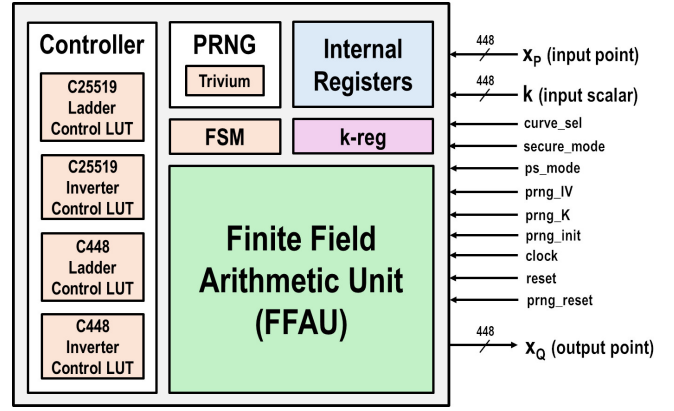 Controller
C25519
Ladder
Control LUT
C25519
Inverter
Control LUT
C448
Ladder
Control LUT
C448
Inverter
Control LUT
PRNG
Trivium
Internal
Registers
FSM
k-reg
Finite Field
Arithmetic Unit
(FFAU)
448
xP (input point)
448
k (input scalar)
curve_sel
secure_mode
ps_mode
prng_IV
prng_K
prng_init
clock
reset
prng_reset
448
xQ (output point)